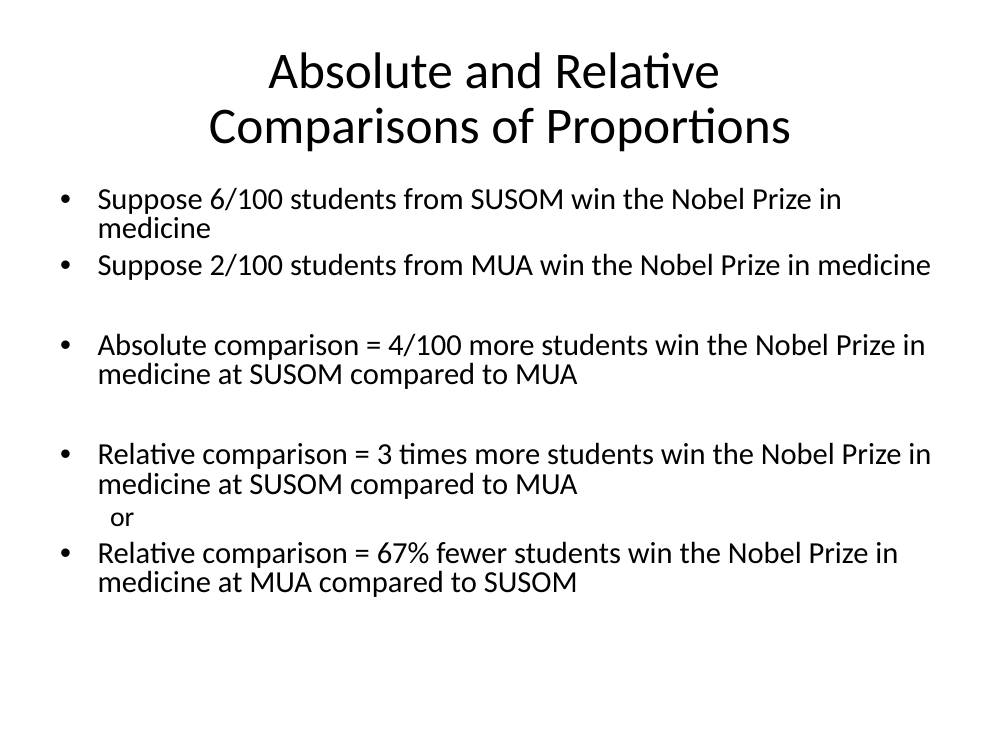 Absolute and Relative
Comparisons of Proportions
• Suppose 6/100 students from SUSOM win the Nobel Prize in
medicine
• Suppose 2/100 students from MUA win the Nobel Prize in medicine
• Absolute comparison = 4/100 more students win the Nobel Prize in
medicine at SUSOM compared to MUA
• Relative comparison = 3 times more students win the Nobel Prize in
medicine at SUSOM compared to MUA
or
• Relative comparison = 67% fewer students win the Nobel Prize in
medicine at MUA compared to SUSOM